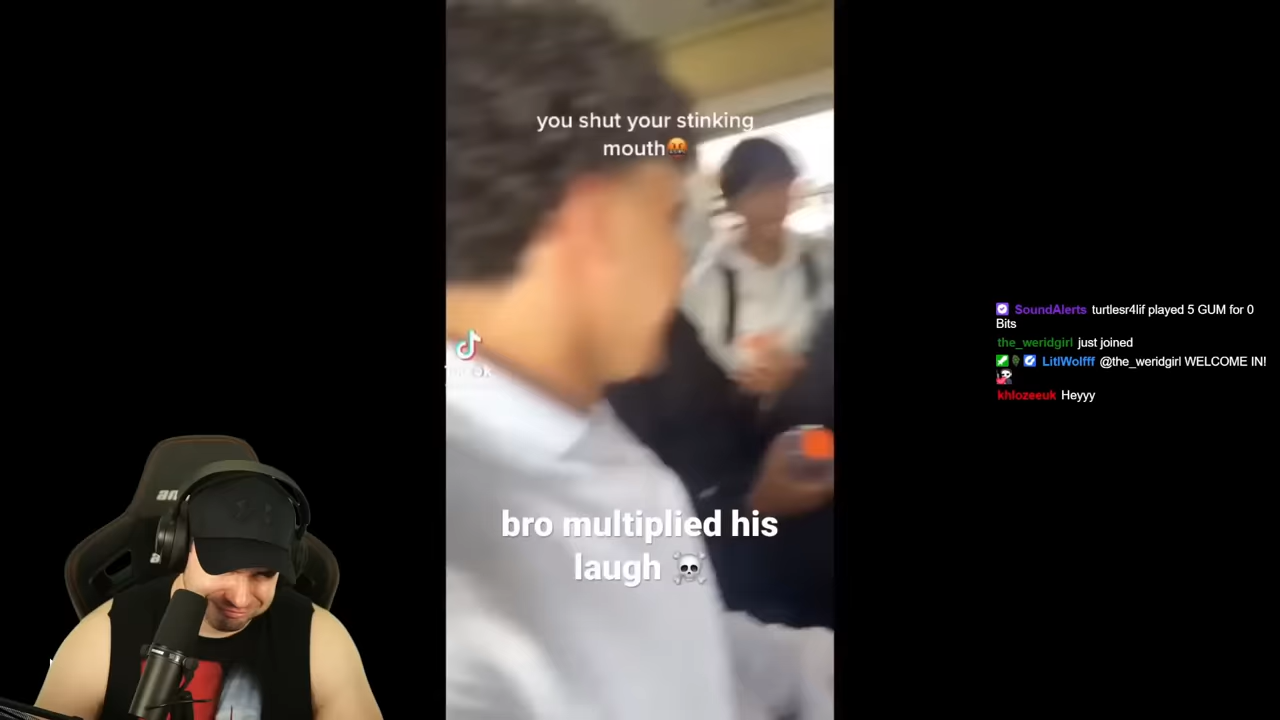 you shut your stinking
mouth🤬
bro multiplied his
laugh ☠️
SoundAlerts turtlesr4lif played 5 GUM for 0
Bits
the_weridgirl just joined
LitlWolfff @the_weridgirl WELCOME IN!
khlozeeuk Heyyy
an